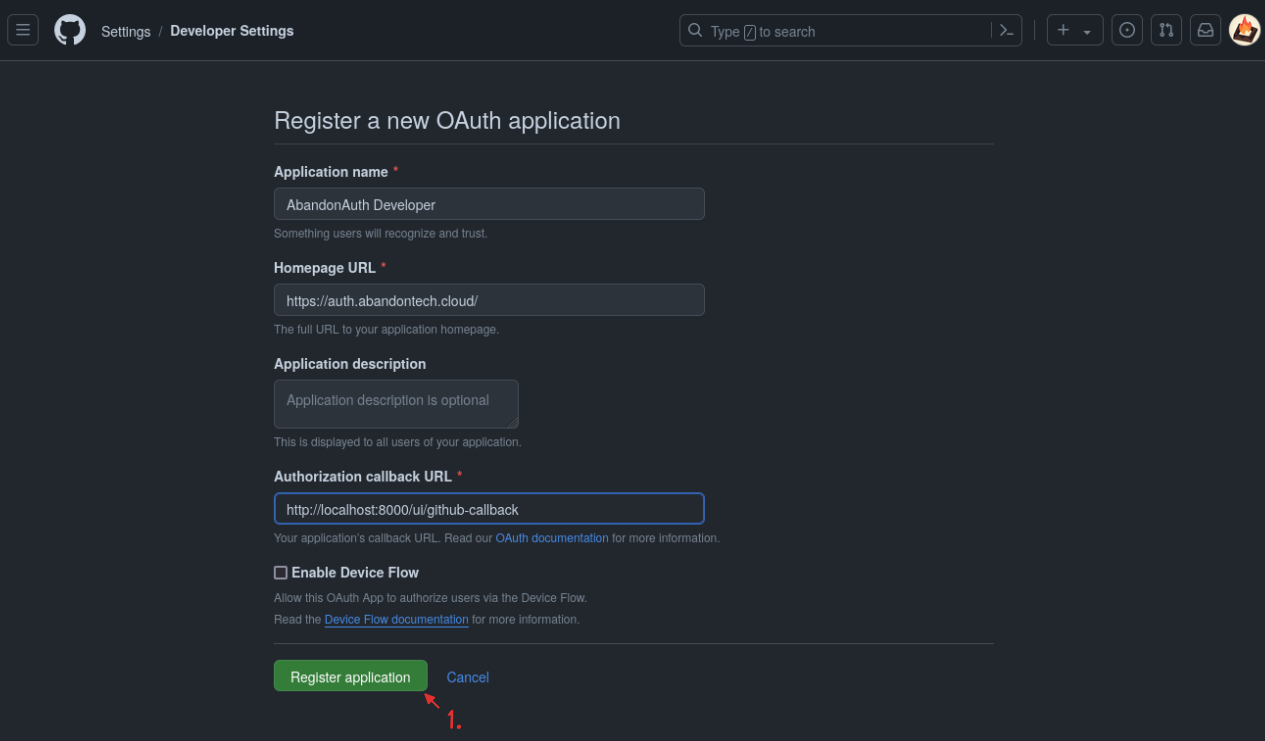 Settings / Developer Settings
Type / to search
Register a new OAuth application
Application name *
AbandonAuth Developer
Something users will recognize and trust.
Homepage URL *
https://auth.abandontech.cloud/
The full URL to your application homepage.
Application description
Application description is optional
This is displayed to all users of your application.
Authorization callback URL *
http://localhost:8000/ui/github-callback
Your application's callback URL. Read our OAuth documentation for more information.
Enable Device Flow
Allow this OAuth App to authorize users via the Device Flow.
Read the Device Flow documentation for more information.
Register application Cancel
1.